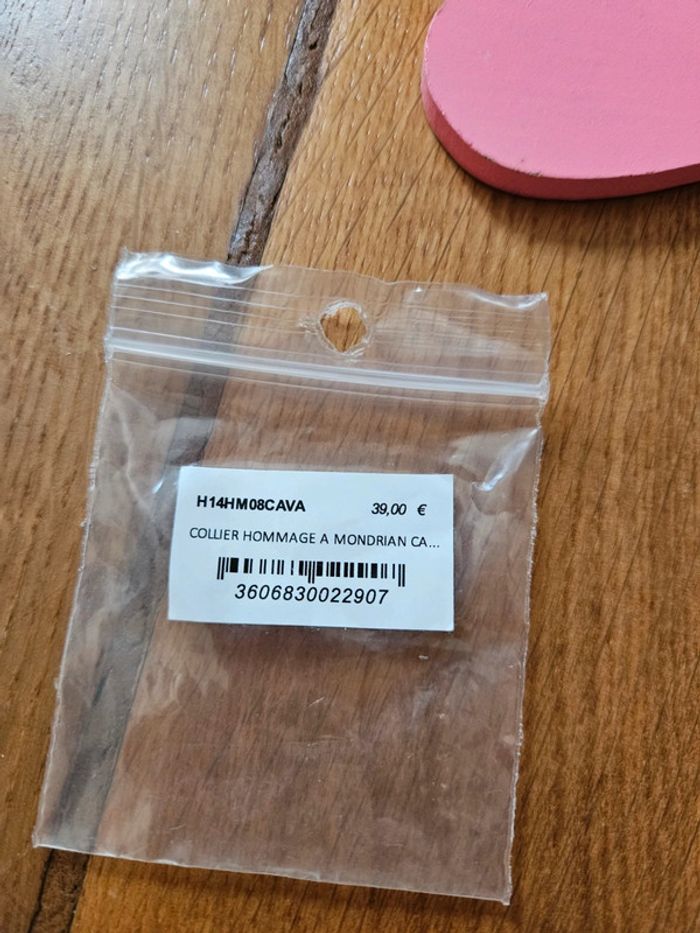 H14HM08CAVA 39,00 €
COLLIER HOMMAGE A MONDRIAN CA...
3606830022907